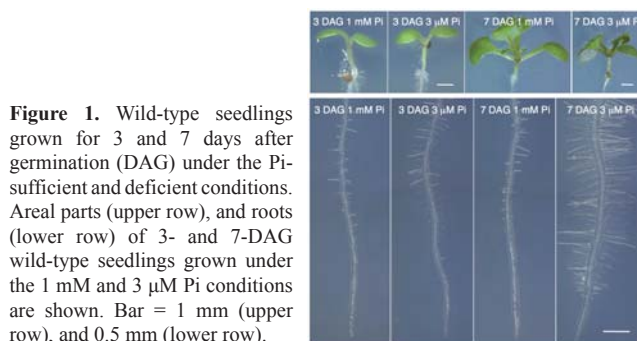 Figure 1. Wild-type seedlings
grown for 3 and 7 days after
germination (DAG) under the Pi-
sufficient and deficient conditions.
Areal parts (upper row), and roots
(lower row) of 3- and 7-DAG
wild-type seedlings grown under
the 1 mM and 3 μM Pi conditions
are shown. Bar = 1 mm (upper
row), and 0.5 mm (lower row).
3 DAG 1 mM Pi
3 DAG 3 μM Pi
7 DAG 1 mM Pi
7 DAG 3 μM Pi
3 DAG 1 mM Pi
3 DAG 3 μM Pi
7 DAG 1 mM Pi
7 DAG 3 μM Pi